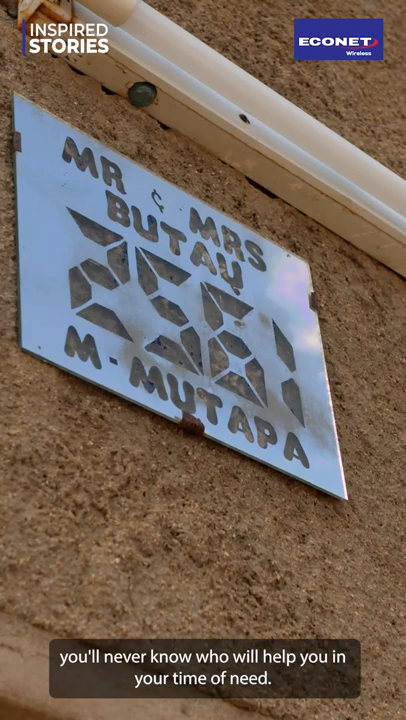 INSPIRED
STORIES
ECONET
Wireless
MR & MRS
BUTAU
2561
M-MUTAPA
you'll never know who will help you in
your time of need.